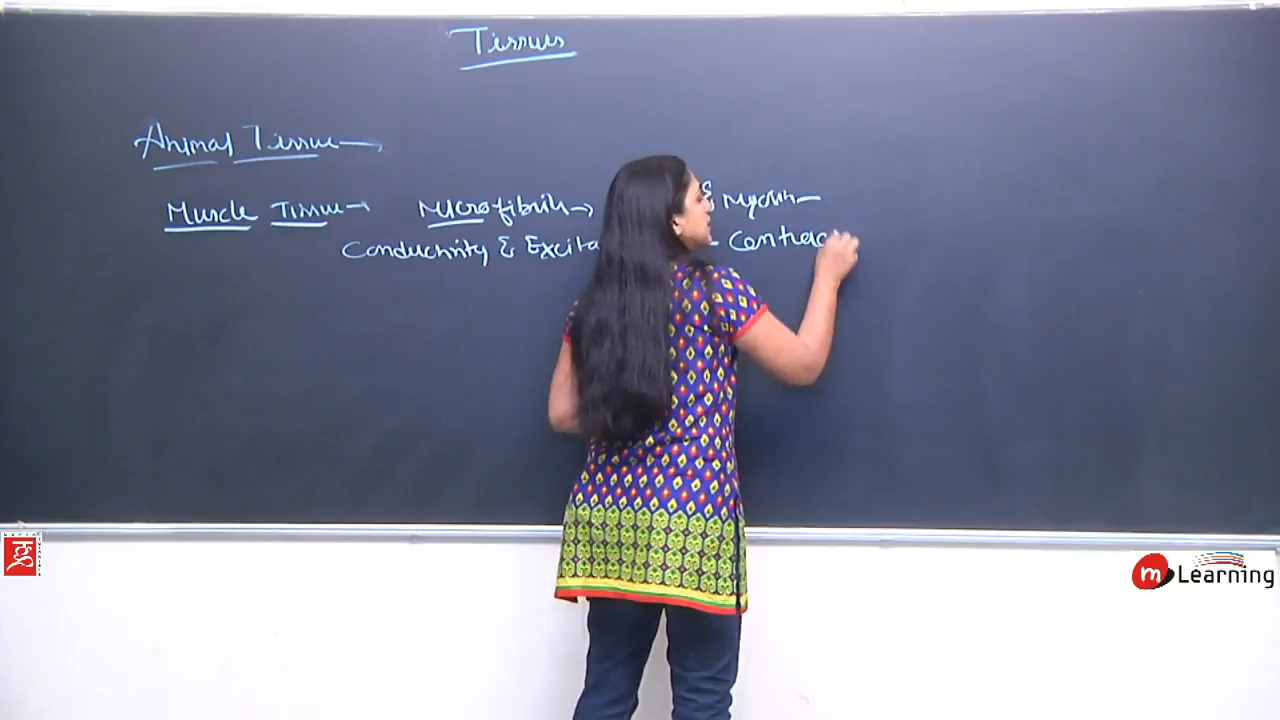 Tissues
Animal Tissue →
Muscle Tissue → Microfibrils → & Myosin –
Conductivity & Excita – Contrac
m Learning